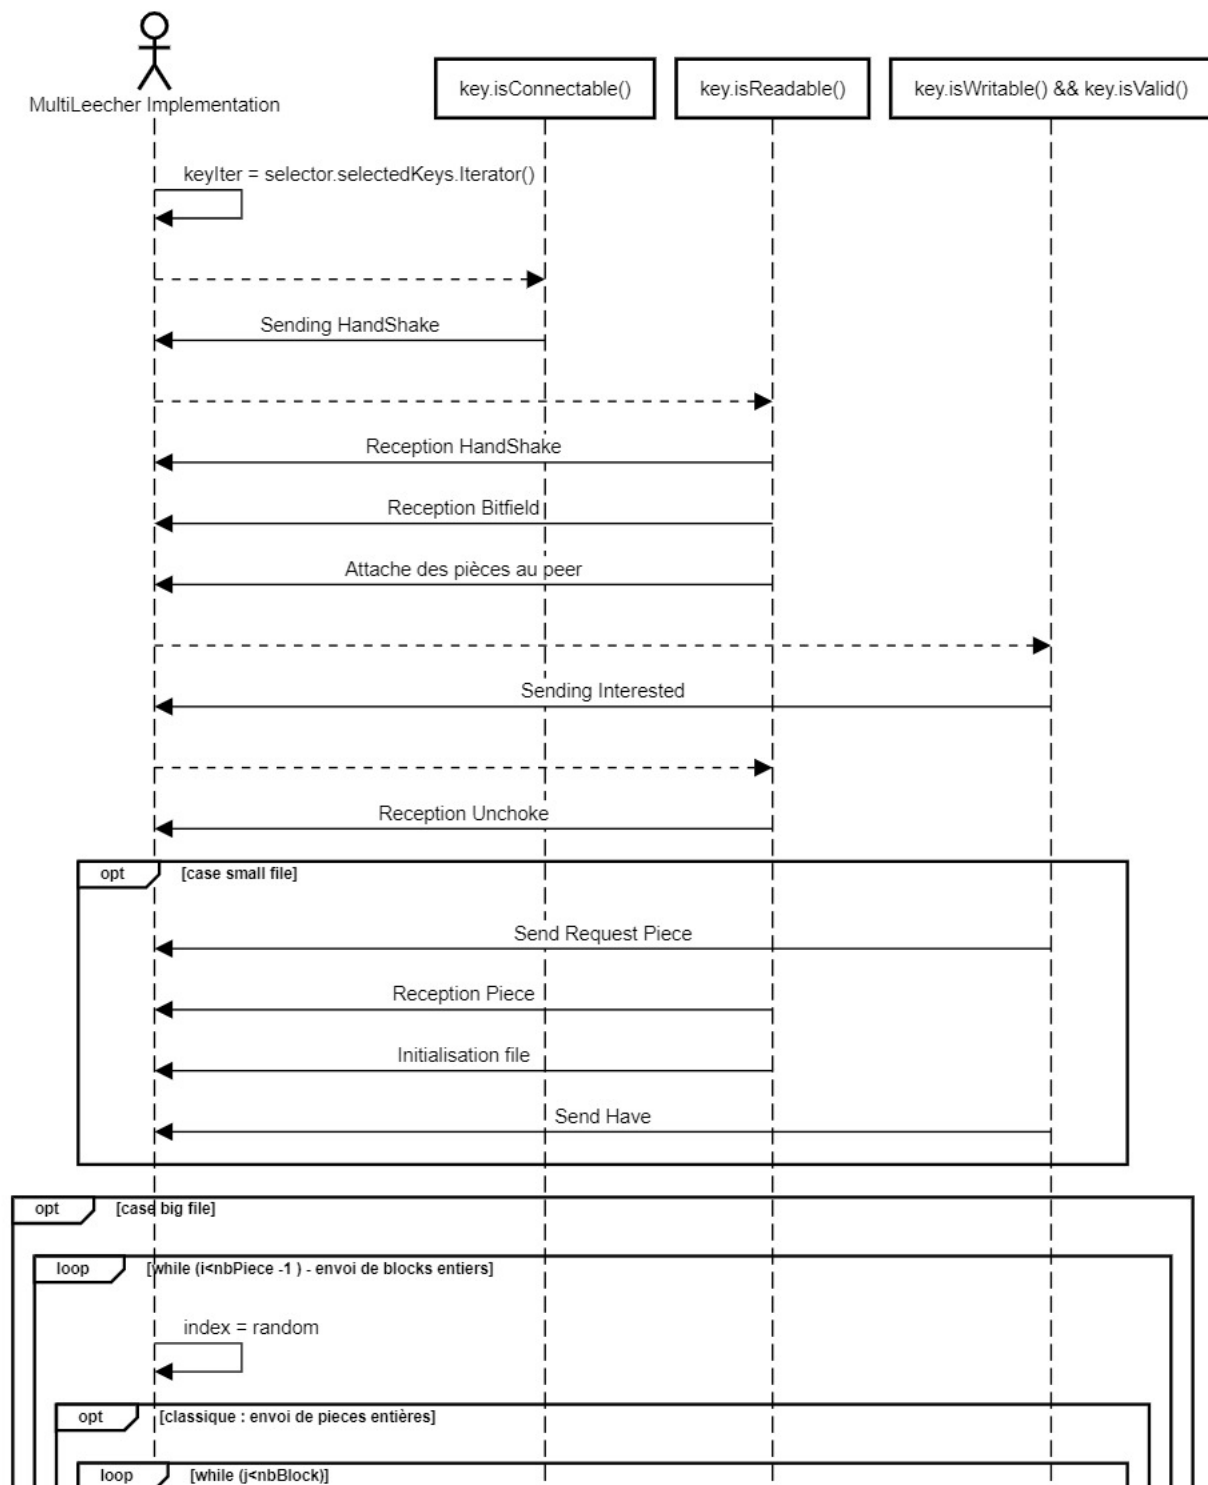 MultiLeecher Implementation
key.isConnectable()
key.isReadable()
key.isWritable() && key.isValid()
keyIter = selector.selectedKeys.Iterator()
Sending HandShake
Reception HandShake
Reception Bitfield
Attache des pièces au peer
Sending Interested
Reception Unchoke
opt [case small file]
Send Request Piece
Reception Piece
Initialisation file
Send Have
opt [case big file]
loop [while (i<nbPiece -1 ) - envoi de blocks entiers]
index = random
opt [classique : envoi de pieces entières]
loop [while (j<nbBlock)]